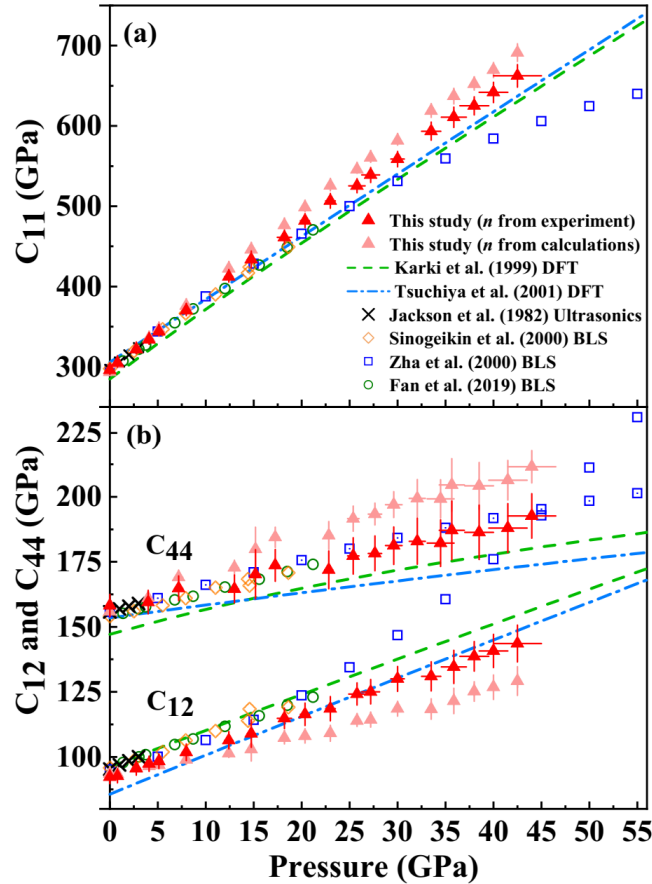 (a)
700
600
500
400
300
C11 (GPa)
This study (n from experiment)
This study (n from calculations)
Karki et al. (1999) DFT
Tsuchiya et al. (2001) DFT
Jackson et al. (1982) Ultrasonics
Sinogeikin et al. (2000) BLS
Zha et al. (2000) BLS
Fan et al. (2019) BLS
(b)
225
200
175
150
125
100
C12 and C44 (GPa)
C44
C12
0 5 10 15 20 25 30 35 40 45 50 55
Pressure (GPa)